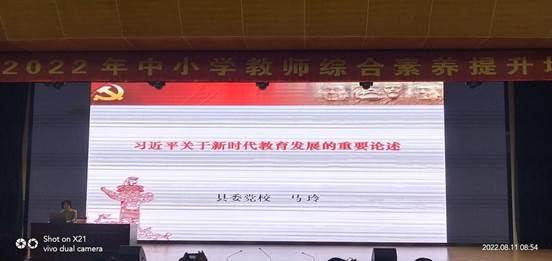 2022年中小学教师综合素养提升培
习近平关于新时代教育发展的重要论述
县委党校 马玲
Shot on X21
vivo dual camera
2022.08.11 08:54